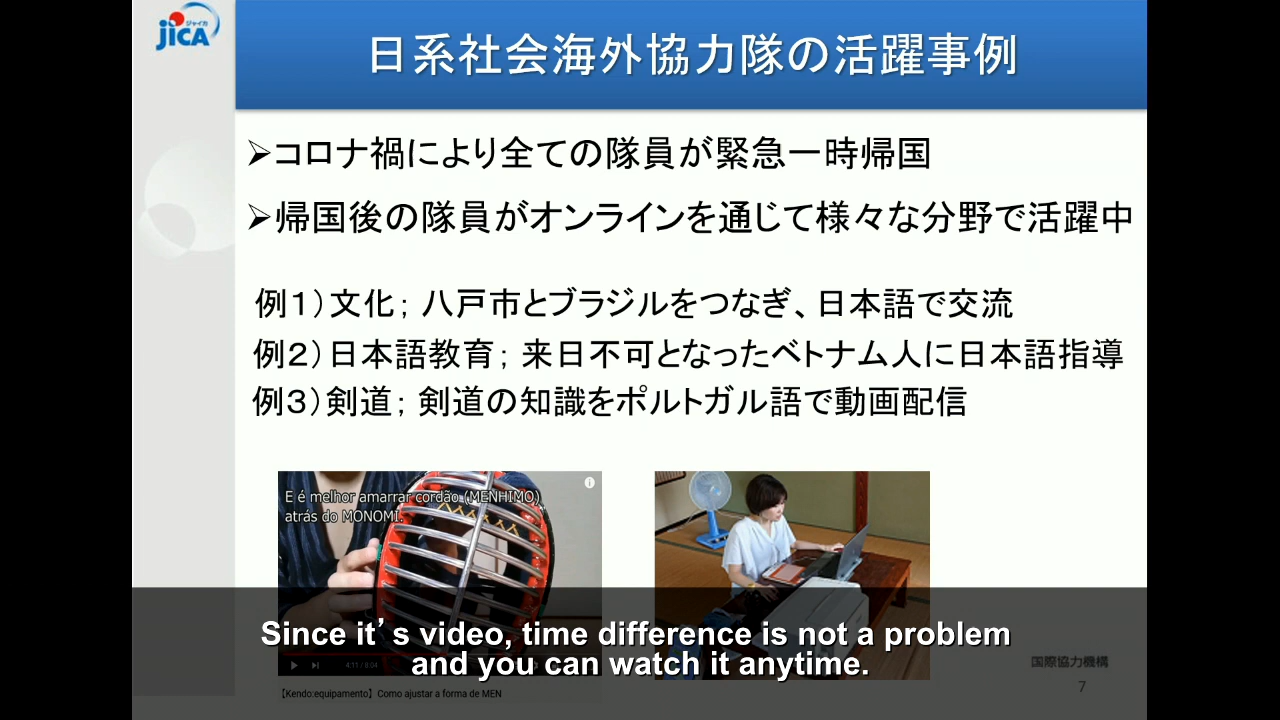 ジャイカ
JICA
日系社会海外協力隊の活躍事例
➢コロナ禍により全ての隊員が緊急一時帰国
➢帰国後の隊員がオンラインを通じて様々な分野で活躍中
例１）文化；八戸市とブラジルをつなぎ、日本語で交流
例２）日本語教育；来日不可となったベトナム人に日本語指導
例３）剣道；剣道の知識をポルトガル語で動画配信
E é melhor amarrar cordão (MENHIMO)
atrás do MONOMI.
Since it’s video, time difference is not a problem
and you can watch it anytime.
4:11 / 8:04
国際協力機構
7
【Kendo:equipamento】Como ajustar a forma de MEN